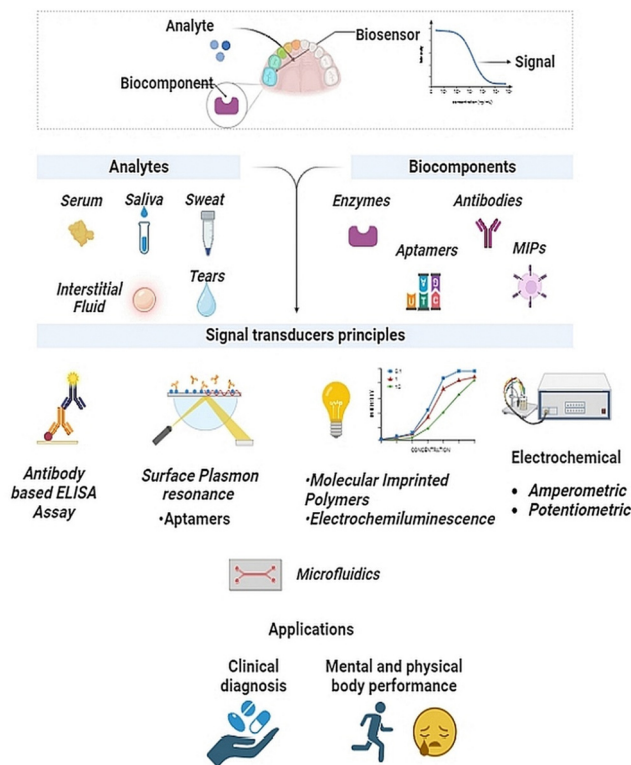 Analyte
Biosensor
Signal
Biocomponent
Analytes
Biocomponents
Serum
Saliva
Sweat
Enzymes
Antibodies
Aptamers
MIPs
Interstitial
Fluid
Tears
Signal transducers principles
CONCENTRATION
Antibody
based ELISA
Assay
Surface Plasmon
resonance
•Aptamers
•Molecular Imprinted
Polymers
•Electrochemiluminescence
Electrochemical
• Amperometric
• Potentiometric
Microfluidics
Applications
Clinical
diagnosis
Mental and physical
body performance